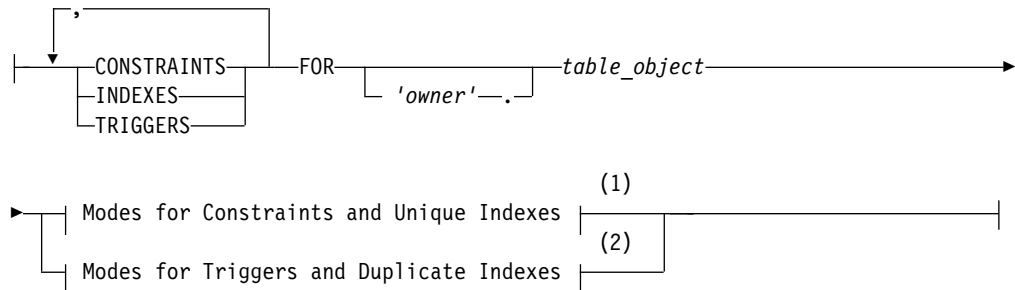 ,
CONSTRAINTS FOR table_object
INDEXES 'owner' .
TRIGGERS
(1)
Modes for Constraints and Unique Indexes
(2)
Modes for Triggers and Duplicate Indexes